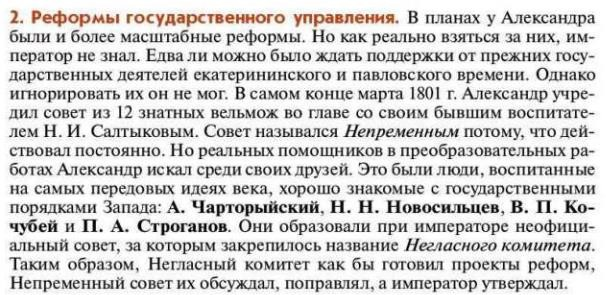 2. Реформы государственного управления. В планах у Александра
были и более масштабные реформы. Но как реально взяться за них, им-
ператор не знал. Едва ли можно было ждать поддержки от прежних госу-
дарственных деятелей екатерининского и павловского времени. Однако
игнорировать их он не мог. В самом конце марта 1801 г. Александр учре-
дил совет из 12 знатных вельмож во главе со своим бывшим воспитате-
лем Н. И. Салтыковым. Совет назывался Непременным потому, что дей-
ствовал постоянно. Но реальных помощников в преобразовательных ра-
ботах Александр искал среди своих друзей. Это были люди, воспитанные
на самых передовых идеях века, хорошо знакомые с государственными
порядками Запада: А. Чарторыйский, Н. Н. Новосильцев, В. П. Ко-
чубей и П. А. Строганов. Они образовали при императоре неофици-
альный совет, за которым закрепилось название Негласного комитета.
Таким образом, Негласный комитет как бы готовил проекты реформ,
Непременный совет их обсуждал, поправлял, а император утверждал.